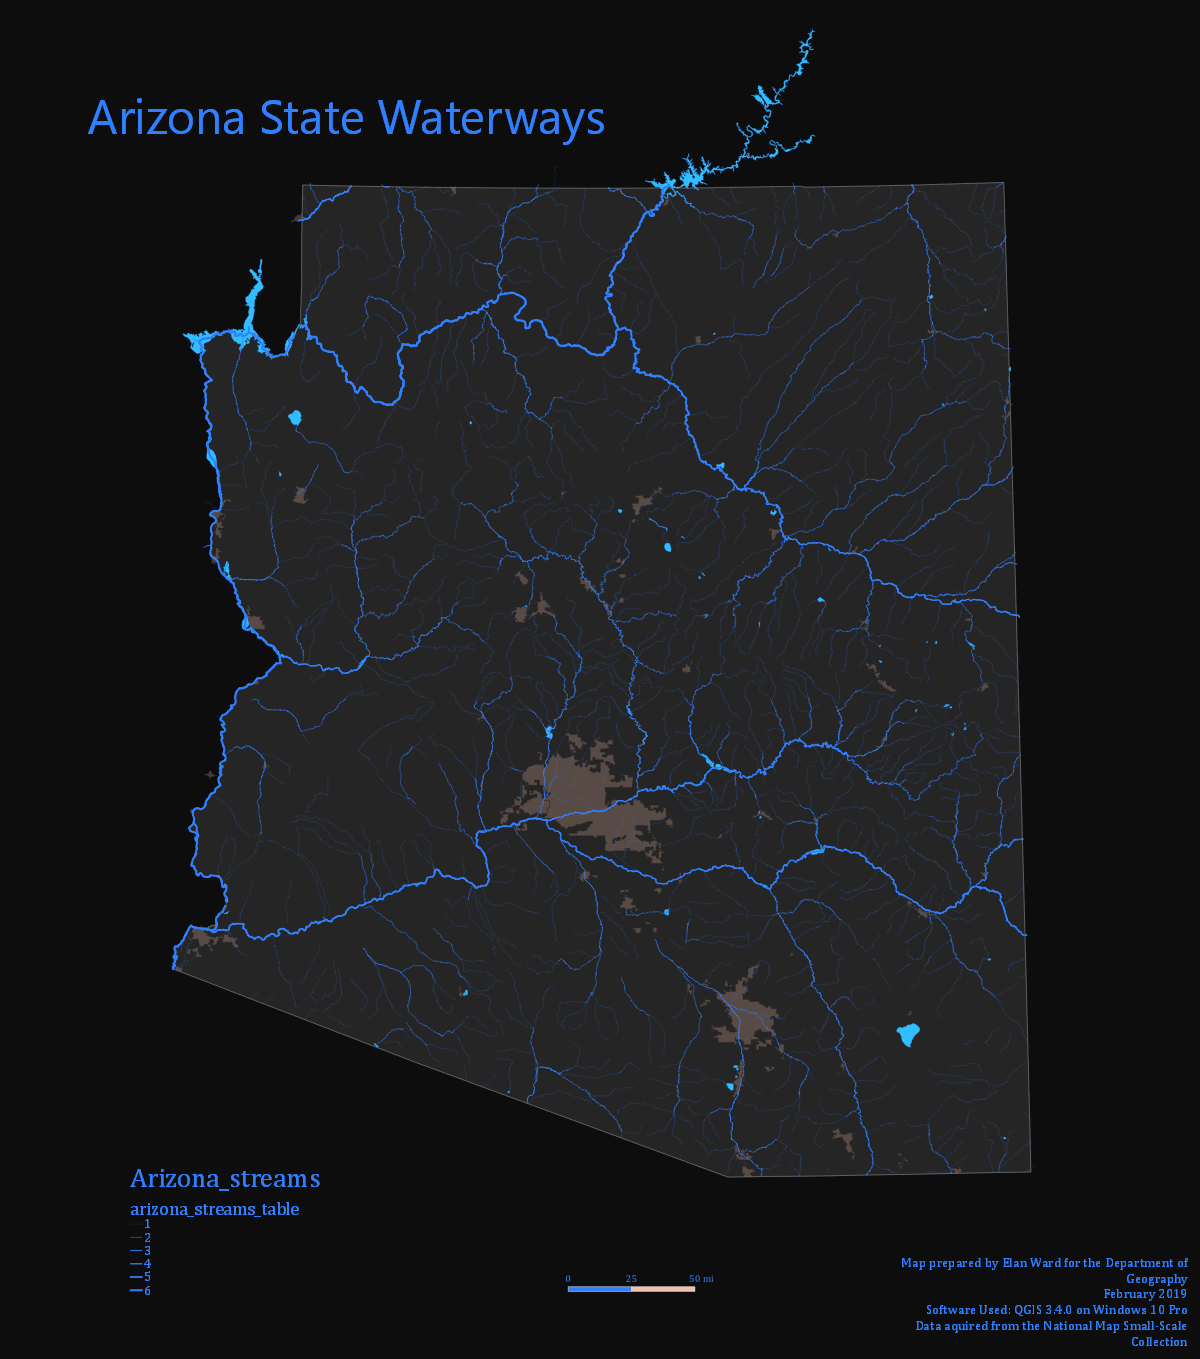 Arizona State Waterways
Arizona_streams
arizona_streams_table
1
2
3
4
5
6
0 25 50 mi
Map prepared by Elan Ward for the Department of
Geography
February 2019
Software Used: QGIS 3.4.0 on Windows 10 Pro
Data aquired from the National Map Small-Scale
Collection